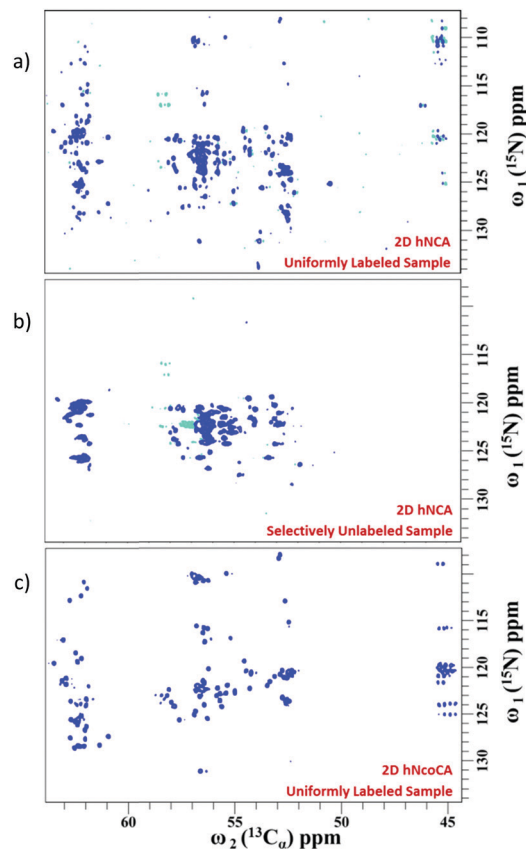 a)
110
115
120
125
130
ω₁ (¹⁵N) ppm
2D hNCA
Uniformly Labeled Sample
b)
115
120
125
130
ω₁ (¹⁵N) ppm
2D hNCA
Selectively Unlabeled Sample
c)
110
115
120
125
130
ω₁ (¹⁵N) ppm
2D hNcoCA
Uniformly Labeled Sample
60 55 50 45
ω₂ (¹³Cα) ppm